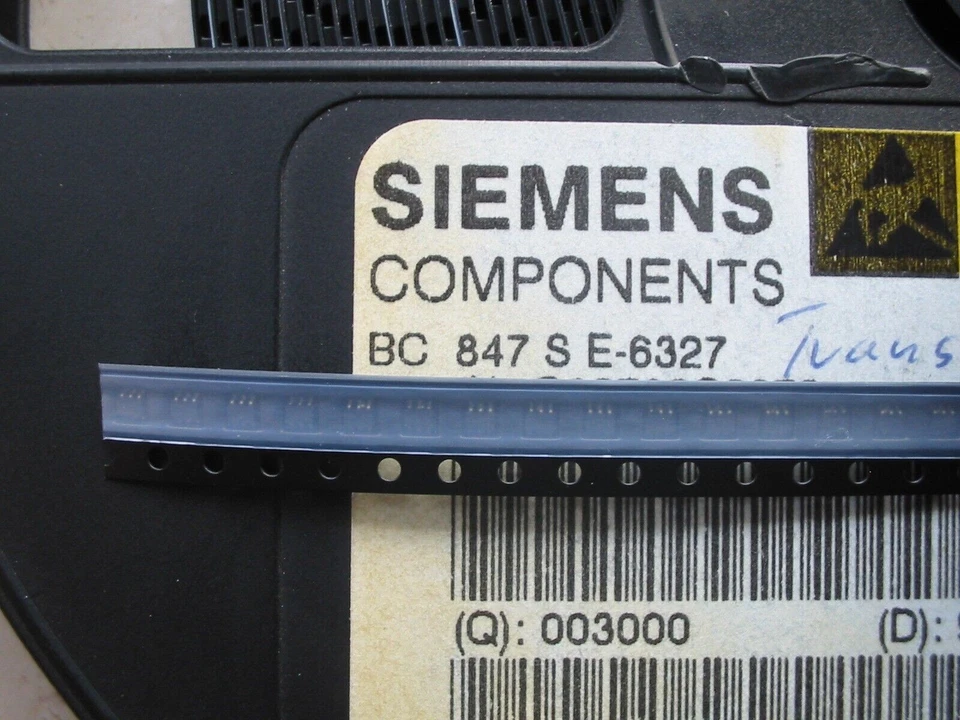 SIEMENS
COMPONENTS
BC 847 S E-6327
Trans
(Q): 003000 (D):